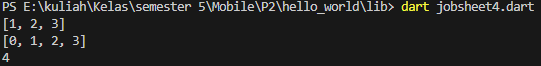 PS E:\kuliah\Kelas\semester 5\Mobile\P2\hello_world\lib> dart jobsheet4.dart
[1, 2, 3]
[0, 1, 2, 3]
4